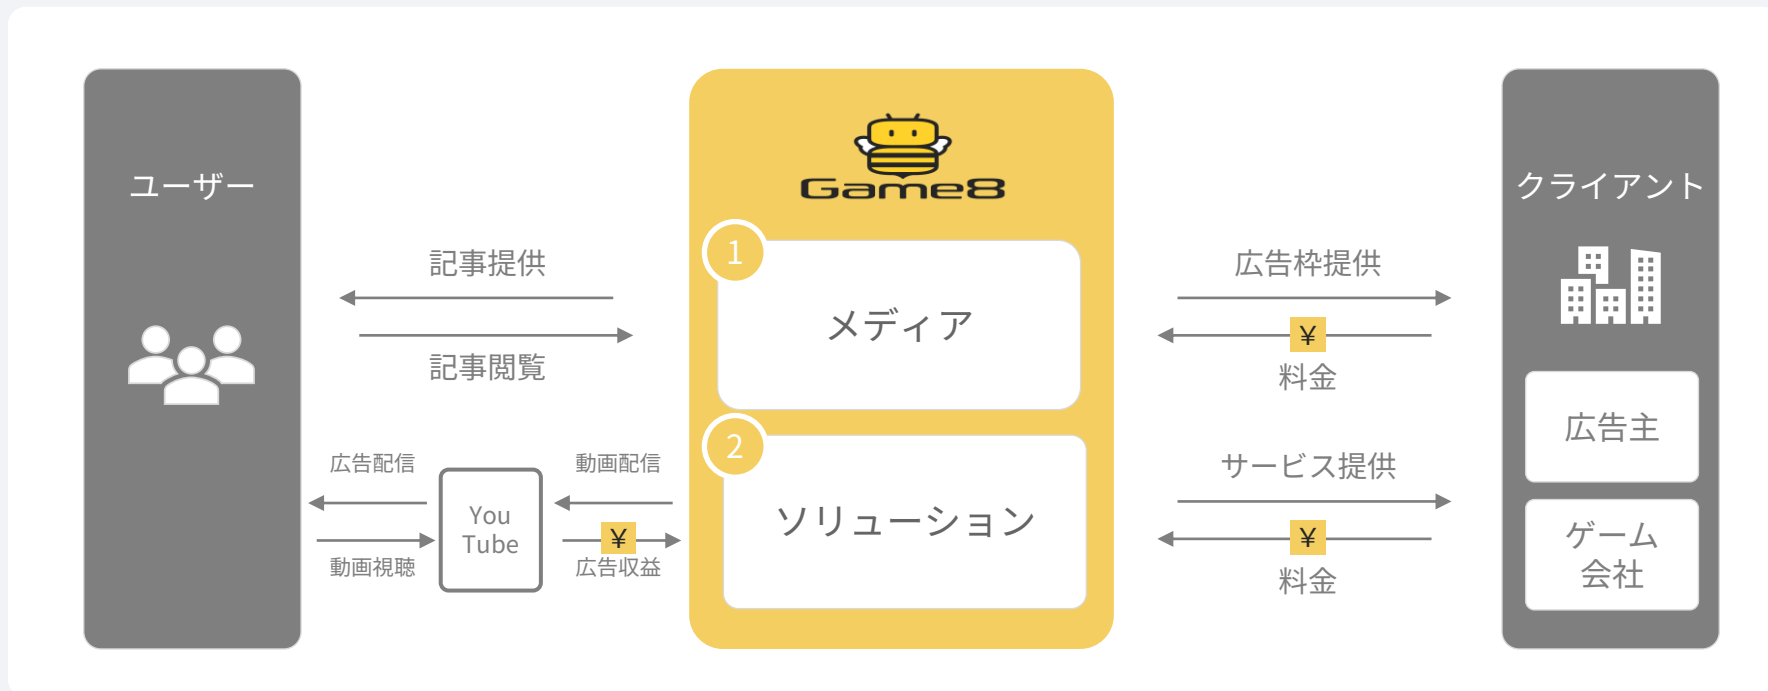 ユーザー
記事提供
記事閲覧
広告配信
動画視聴
You
Tube
動画配信
¥
広告収益
Game8
1
メディア
2
ソリューション
広告枠提供
¥
料金
サービス提供
¥
料金
クライアント
広告主
ゲーム
会社